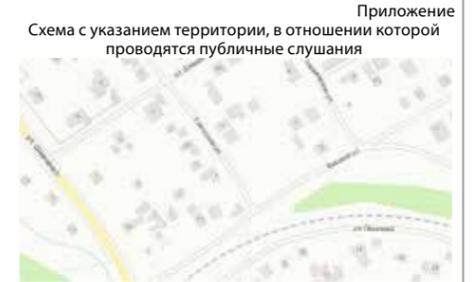 Приложение
Схема с указанием территории, в отношении которой
проводятся публичные слушания